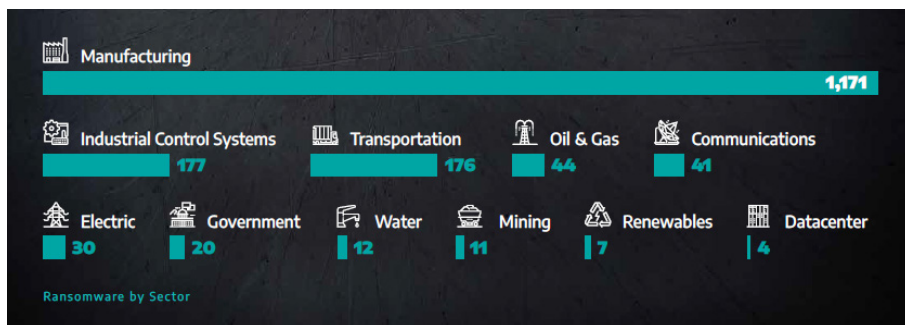 Manufacturing
1,171
Industrial Control Systems Transportation Oil & Gas Communications
177 176 44 41
Electric Government Water Mining Renewables Datacenter
30 20 12 11 7 4
Ransomware by Sector